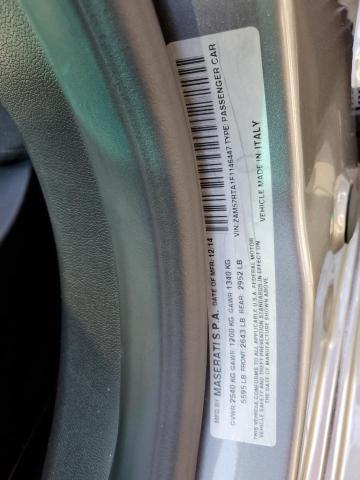 MFD BY MASERATI S.P.A. DATE OF MFR: 12/14
GVWR: 2540 KG GAWR: 1200 KG GAWR: 1340 KG
5595 LB FRONT: 2643 LB REAR: 2952 LB
THIS VEHICLE CONFORMS TO ALL APPLICABLE U.S.A. FEDERAL MOTOR
VEHICLE SAFETY AND THEFT PREVENTION STANDARDS IN EFFECT ON
THE DATE OF MANUFACTURE SHOWN ABOVE
VIN: ZAM57RTA1F1146447 TYPE: PASSENGER CAR
VEHICLE MADE IN ITALY